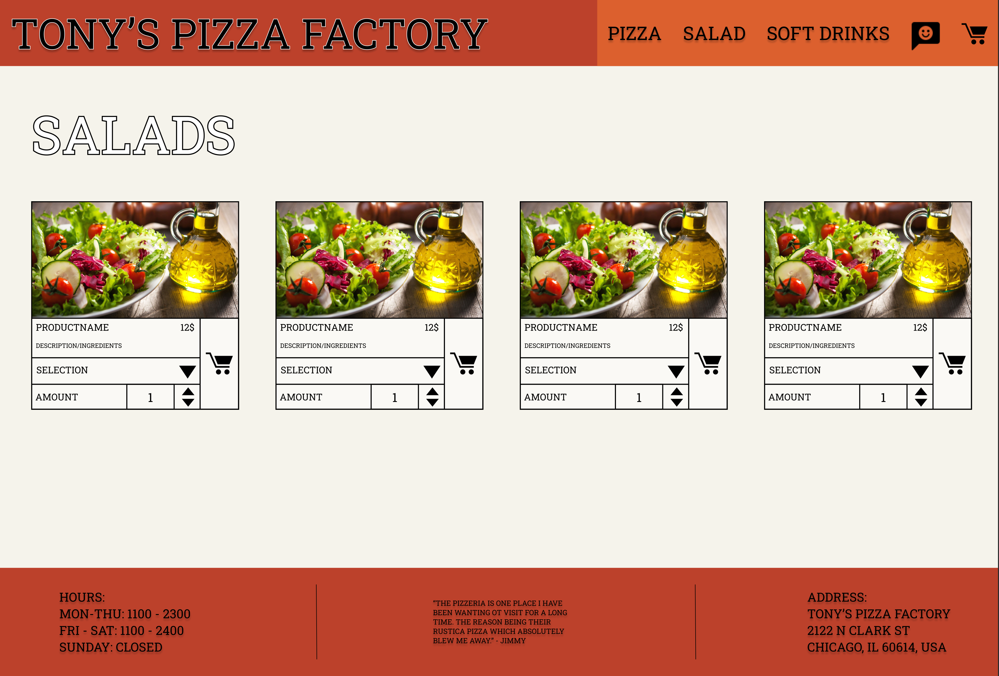 TONY’S PIZZA FACTORY
PIZZA SALAD SOFT DRINKS
SALADS
PRODUCTNAME 12$
DESCRIPTION/INGREDIENTS
SELECTION
AMOUNT 1
PRODUCTNAME 12$
DESCRIPTION/INGREDIENTS
SELECTION
AMOUNT 1
PRODUCTNAME 12$
DESCRIPTION/INGREDIENTS
SELECTION
AMOUNT 1
PRODUCTNAME 12$
DESCRIPTION/INGREDIENTS
SELECTION
AMOUNT 1
HOURS:
MON-THU: 1100 - 2300
FRI - SAT: 1100 - 2400
SUNDAY: CLOSED
“THE PIZZERIA IS ONE PLACE I HAVE
BEEN WANTING OT VISIT FOR A LONG
TIME. THE REASON BEING THEIR
RUSTICA PIZZA WHICH ABSOLUTELY
BLEW ME AWAY.” - JIMMY
ADDRESS:
TONY’S PIZZA FACTORY
2122 N CLARK ST
CHICAGO, IL 60614, USA